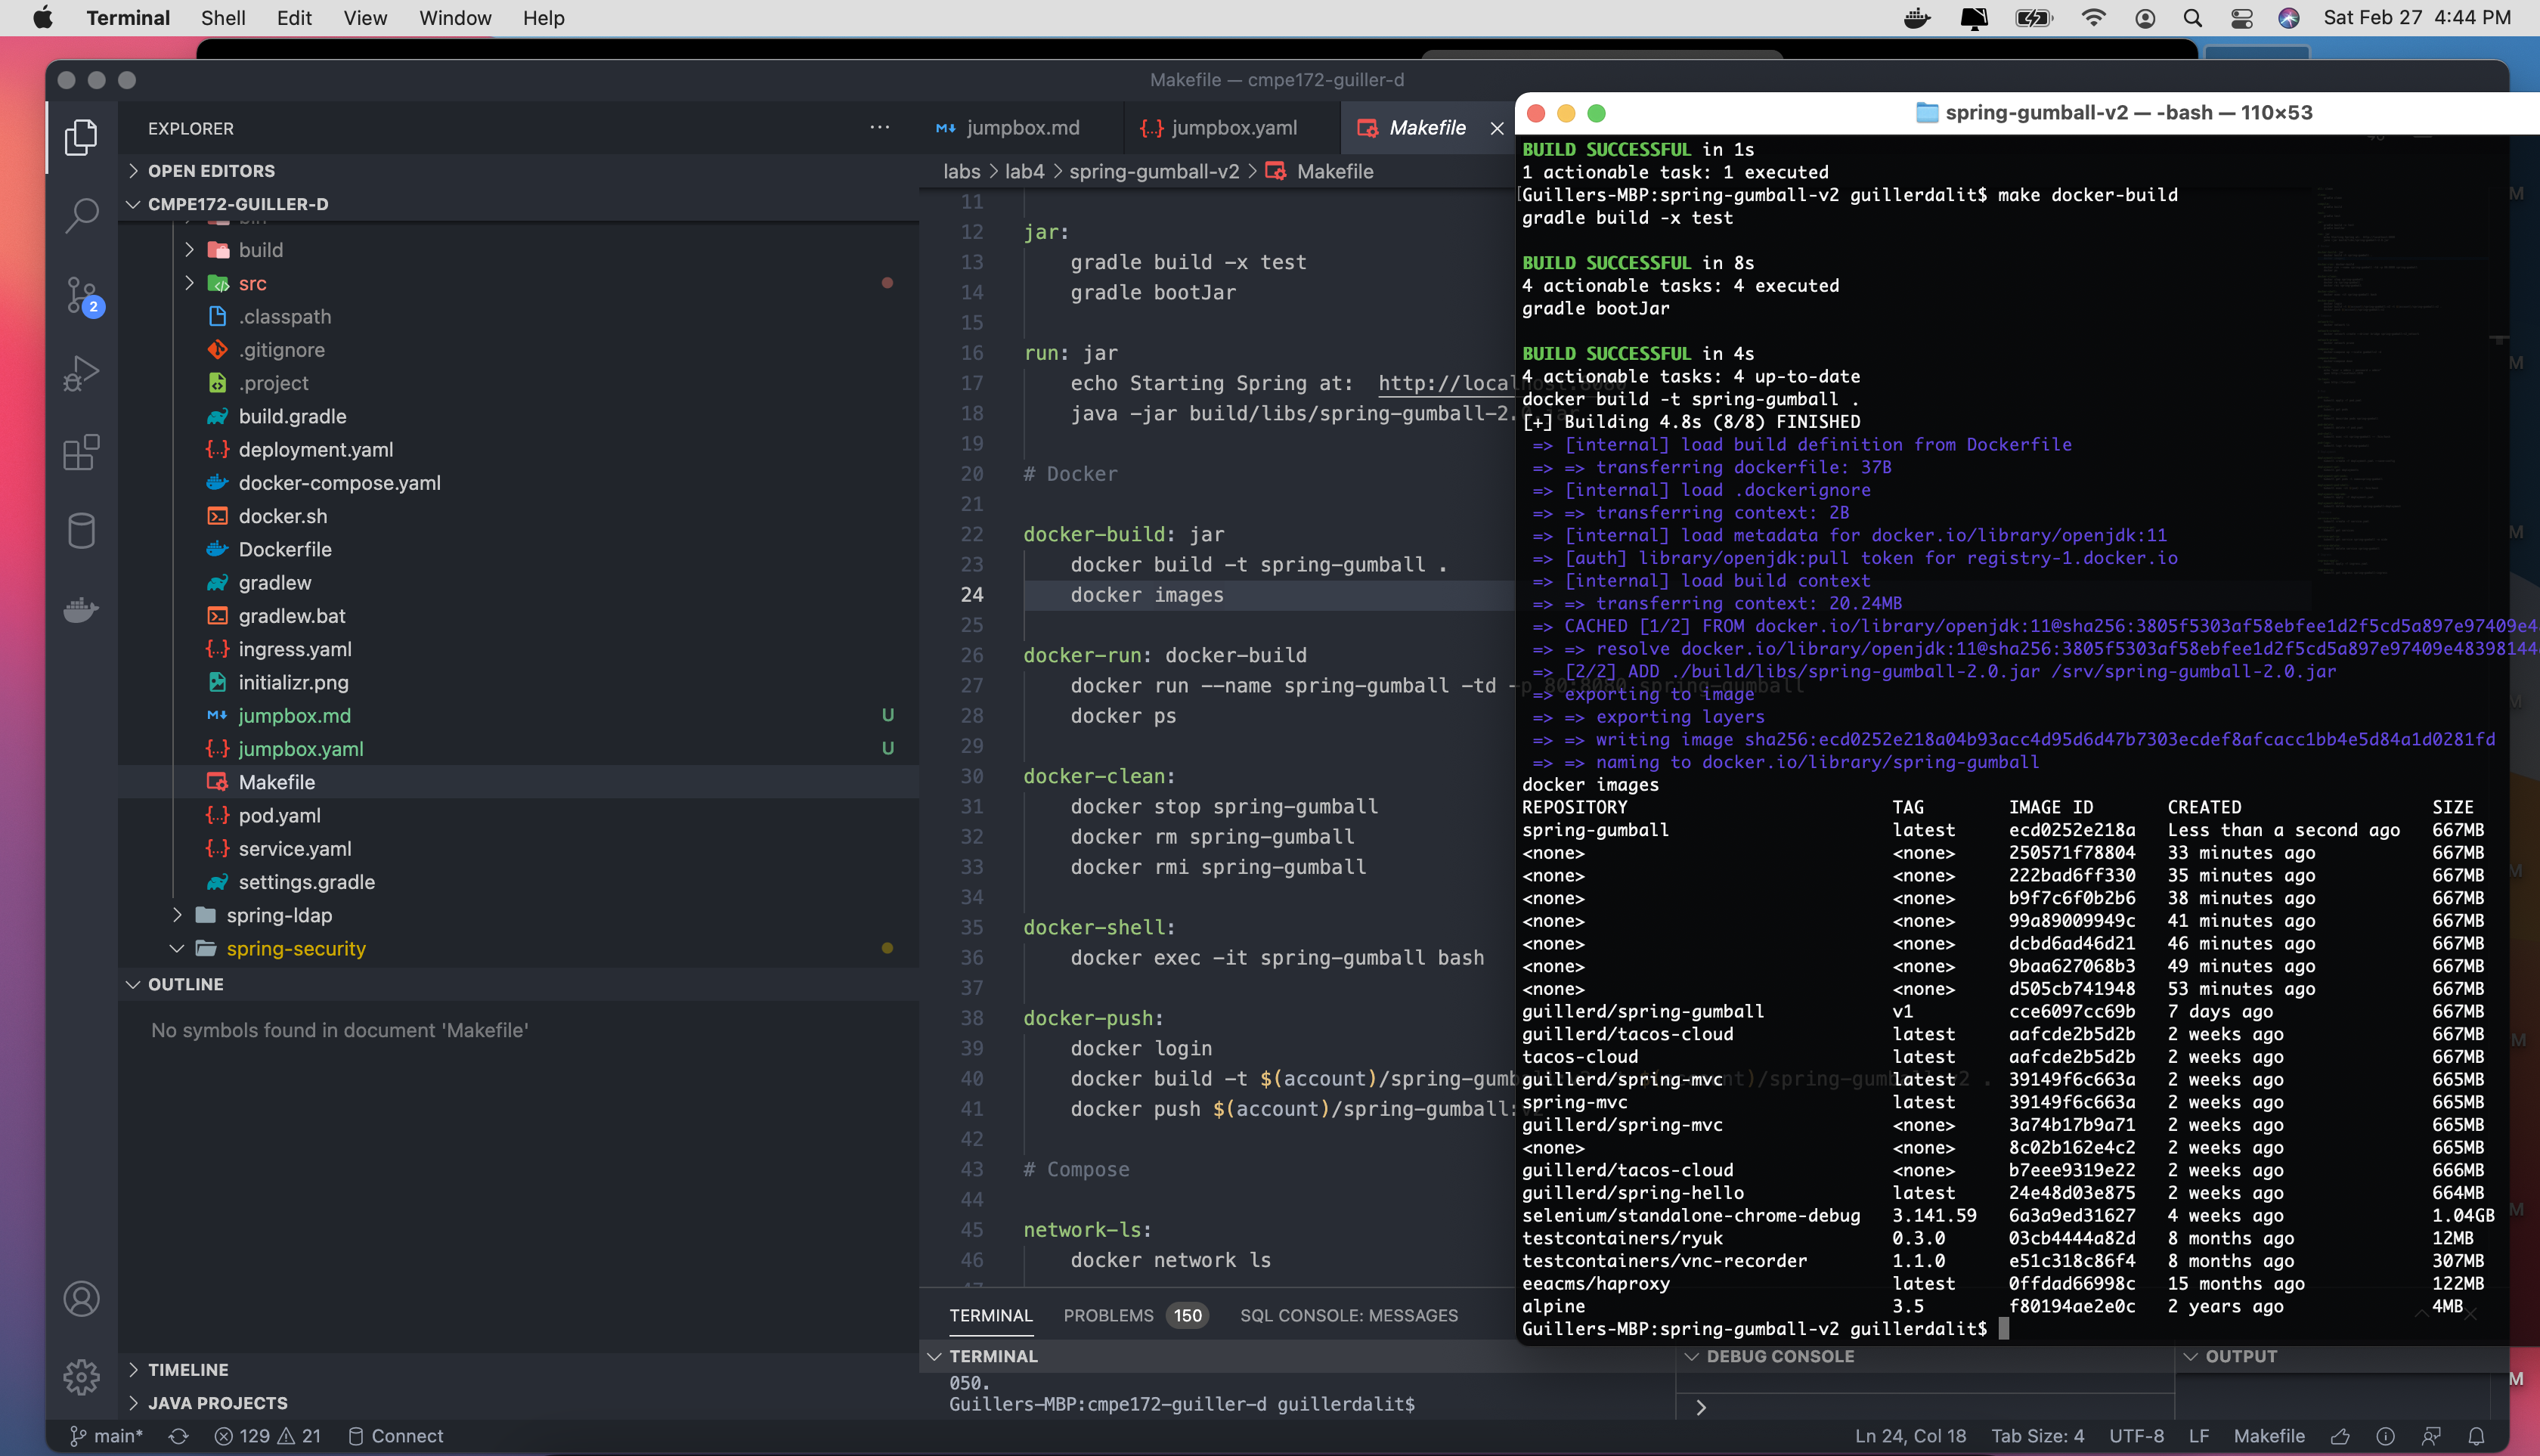 Terminal Shell Edit View Window Help
Sat Feb 27 4:44 PM
Makefile — cmpe172-guiller-d
EXPLORER
OPEN EDITORS
CMPE172-GUILLER-D
build
src
.classpath
.gitignore
.project
build.gradle
deployment.yaml
docker-compose.yaml
docker.sh
Dockerfile
gradlew
gradlew.bat
ingress.yaml
initializr.png
jumpbox.md U
jumpbox.yaml U
Makefile
pod.yaml
service.yaml
settings.gradle
spring-ldap
spring-security
OUTLINE
No symbols found in document 'Makefile'
TIMELINE
JAVA PROJECTS
2
jumpbox.md
jumpbox.yaml
Makefile
labs > lab4 > spring-gumball-v2 > Makefile
11
12 jar:
13 gradle build -x test
14 gradle bootJar
15
16 run: jar
17 echo Starting Spring at: http://localhost:8080
18 java -jar build/libs/spring-gumball-2.0.jar
19
20 # Docker
21
22 docker-build: jar
23 docker build -t spring-gumball .
24 docker images
25
26 docker-run: docker-build
27 docker run --name spring-gumball -td -p 80:8080 spring-gumball
28 docker ps
29
30 docker-clean:
31 docker stop spring-gumball
32 docker rm spring-gumball
33 docker rmi spring-gumball
34
35 docker-shell:
36 docker exec -it spring-gumball bash
37
38 docker-push:
39 docker login
40 docker build -t $(account)/spring-gumball
41 docker push $(account)/spring-gumball:v2
42
43 # Compose
44
45 network-ls:
46 docker network ls
TERMINAL PROBLEMS 150 SQL CONSOLE: MESSAGES
TERMINAL
050.
Guillers-MBP:cmpe172-guiller-d guillerdalit$
DEBUG CONSOLE
OUTPUT
main* 129 21 Connect
Ln 24, Col 18 Tab Size: 4 UTF-8 LF Makefile
spring-gumball-v2 — -bash — 110×53
BUILD SUCCESSFUL in 1s
1 actionable task: 1 executed
Guillers-MBP:spring-gumball-v2 guillerdalit$ make docker-build
gradle build -x test
BUILD SUCCESSFUL in 8s
4 actionable tasks: 4 executed
gradle bootJar
BUILD SUCCESSFUL in 4s
4 actionable tasks: 4 up-to-date
docker build -t spring-gumball .
[+] Building 4.8s (8/8) FINISHED
=> [internal] load build definition from Dockerfile
=> => transferring dockerfile: 37B
=> [internal] load .dockerignore
=> => transferring context: 2B
=> [internal] load metadata for docker.io/library/openjdk:11
=> [auth] library/openjdk:pull token for registry-1.docker.io
=> [internal] load build context
=> => transferring context: 20.24MB
=> CACHED [1/2] FROM docker.io/library/openjdk:11@sha256:3805f5303af58ebfee1d2f5cd5a897e97409e4
=> => resolve docker.io/library/openjdk:11@sha256:3805f5303af58ebfee1d2f5cd5a897e97409e48398144
=> [2/2] ADD ./build/libs/spring-gumball-2.0.jar /srv/spring-gumball-2.0.jar
=> exporting to image
=> => exporting layers
=> => writing image sha256:ecd0252e218a04b93acc4d95d6d47b7303ecdef8afcacc1bb4e5d84a1d0281fd
=> => naming to docker.io/library/spring-gumball
docker images
REPOSITORY TAG IMAGE ID CREATED SIZE
spring-gumball latest ecd0252e218a Less than a second ago 667MB
<none> <none> 250571f78804 33 minutes ago 667MB
<none> <none> 222bad6ff330 35 minutes ago 667MB
<none> <none> b9f7c6f0b2b6 38 minutes ago 667MB
<none> <none> 99a89009949c 41 minutes ago 667MB
<none> <none> dcbd6ad46d21 46 minutes ago 667MB
<none> <none> 9baa627068b3 49 minutes ago 667MB
<none> <none> d505cb741948 53 minutes ago 667MB
guillerd/spring-gumball v1 cce6097cc69b 7 days ago 667MB
guillerd/tacos-cloud latest aafcde2b5d2b 2 weeks ago 667MB
tacos-cloud latest aafcde2b5d2b 2 weeks ago 667MB
guillerd/spring-mvc latest 39149f6c663a 2 weeks ago 665MB
spring-mvc latest 39149f6c663a 2 weeks ago 665MB
guillerd/spring-mvc <none> 3a74b17b9a71 2 weeks ago 665MB
<none> <none> 8c02b162e4c2 2 weeks ago 665MB
guillerd/tacos-cloud <none> b7eee9319e22 2 weeks ago 666MB
guillerd/spring-hello latest 24e48d03e875 2 weeks ago 664MB
selenium/standalone-chrome-debug 3.141.59 6a3a9ed31627 4 weeks ago 1.04GB
testcontainers/ryuk 0.3.0 03cb4444a82d 8 months ago 12MB
testcontainers/vnc-recorder 1.1.0 e51c318c86f4 8 months ago 307MB
eeacms/haproxy latest 0ffdad66998c 15 months ago 122MB
alpine 3.5 f80194ae2e0c 2 years ago 4MB
Guillers-MBP:spring-gumball-v2 guillerdalit$